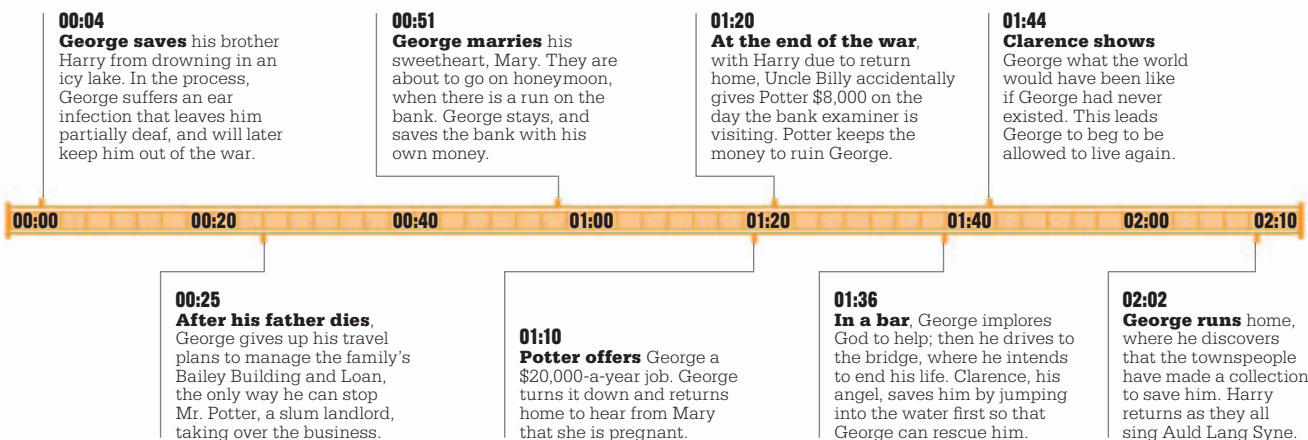 00:04
George saves his brother
Harry from drowning in an
icy lake. In the process,
George suffers an ear
infection that leaves him
partially deaf, and will later
keep him out of the war.
00:51
George marries his
sweetheart, Mary. They are
about to go on honeymoon,
when there is a run on the
bank. George stays, and
saves the bank with his
own money.
01:20
At the end of the war,
with Harry due to return
home, Uncle Billy accidentally
gives Potter $8,000 on the
day the bank examiner is
visiting. Potter keeps the
money to ruin George.
01:44
Clarence shows
George what the world
would have been like
if George had never
existed. This leads
George to beg to be
allowed to live again.
00:00 00:20 00:40 01:00 01:20 01:40 02:00 02:10
00:25
After his father dies,
George gives up his travel
plans to manage the family’s
Bailey Building and Loan,
the only way he can stop
Mr. Potter, a slum landlord,
taking over the business.
01:10
Potter offers George a
$20,000-a-year job. George
turns it down and returns
home to hear from Mary
that she is pregnant.
01:36
In a bar, George implores
God to help; then he drives to
the bridge, where he intends
to end his life. Clarence, his
angel, saves him by jumping
into the water first so that
George can rescue him.
02:02
George runs home,
where he discovers
that the townspeople
have made a collection
to save him. Harry
returns as they all
sing Auld Lang Syne.